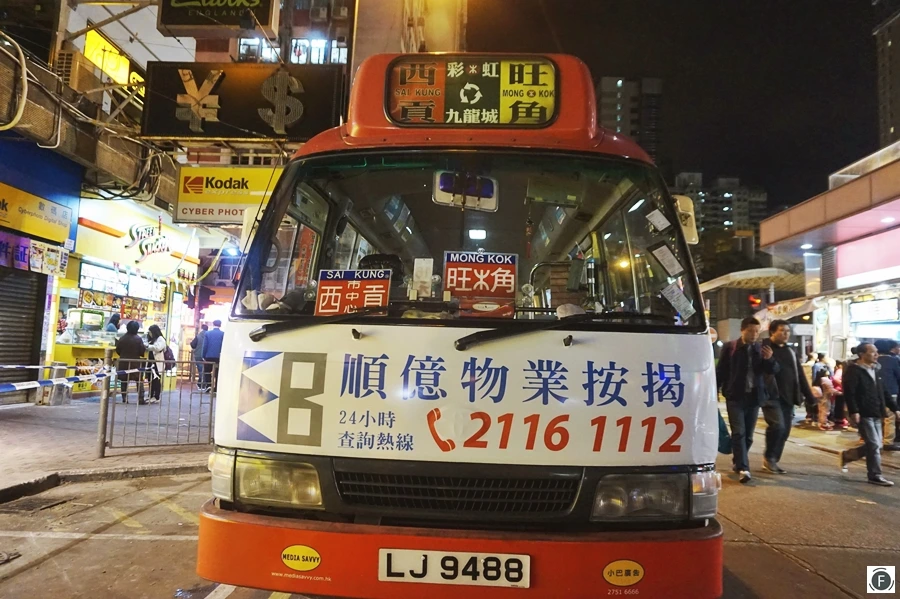 Clarks
ENGLAND
¥ $
Kodak
CYBER PHOTO
西貢
SAI KUNG
彩虹
九龍城
旺角
MONG KOK
SAI KUNG
西貢
MONG KOK
旺角
B
順億物業按揭
24小時
查詢熱線
2116 1112
MEDIA SAVVY
www.mediasavvy.com.hk
LJ 9488
小巴廣告
2751 6666
F